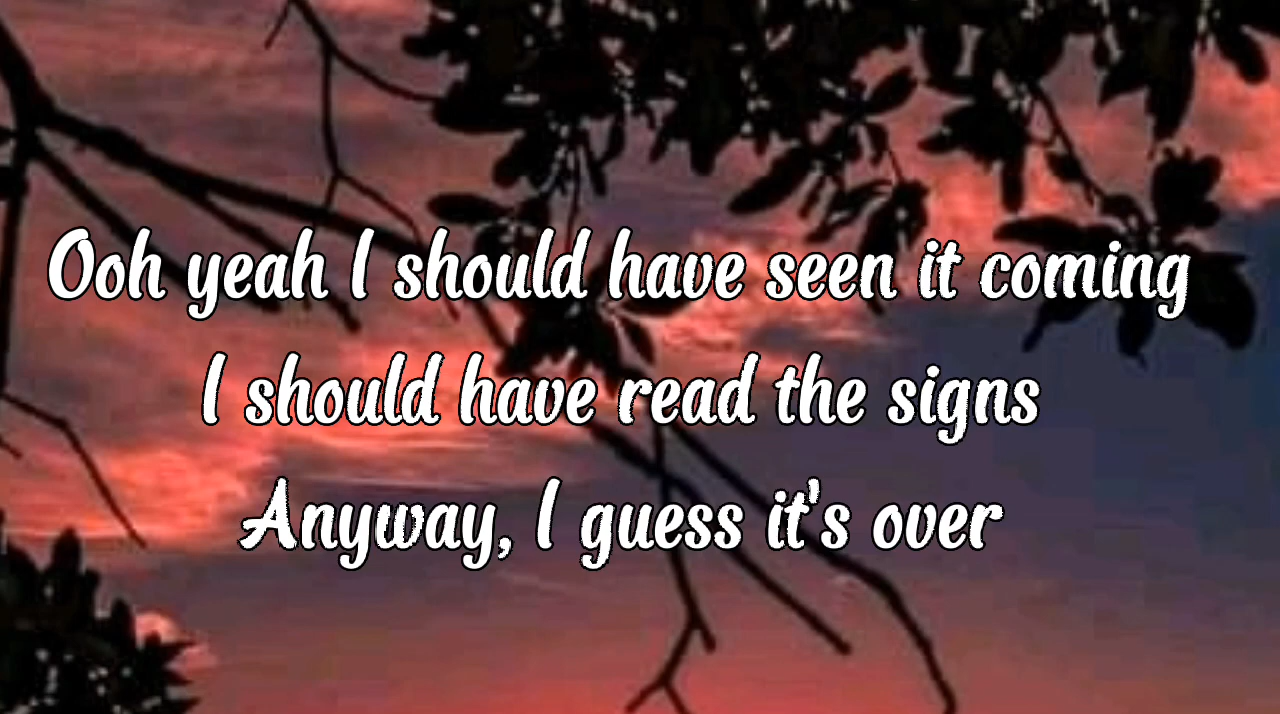 Ooh yeah I should have seen it coming
I should have read the signs
Anyway, I guess it's over